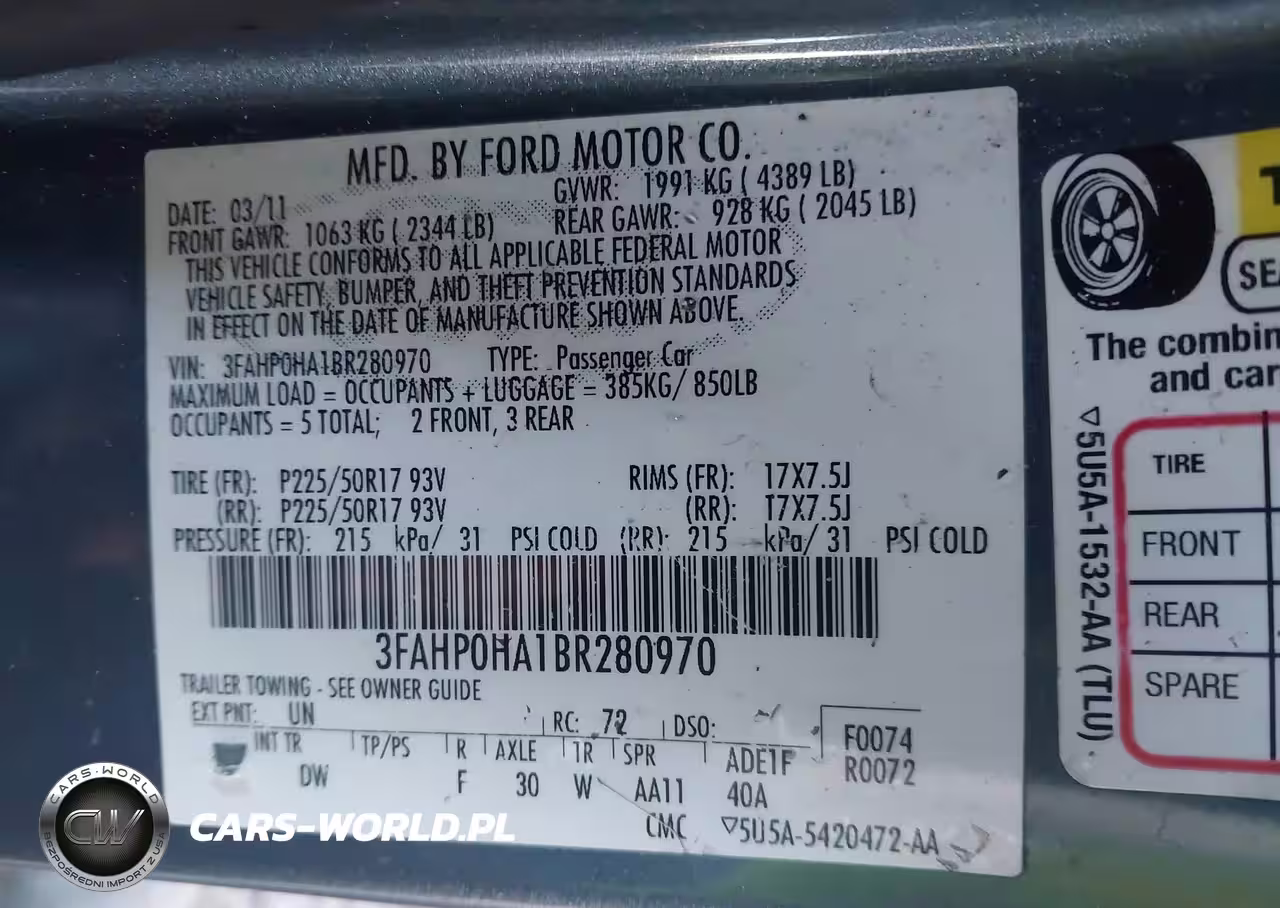 MFD. BY FORD MOTOR CO.
DATE: 03/11
GVWR: 1991 KG ( 4389 LB)
FRONT GAWR: 1063 KG ( 2344 LB)
REAR GAWR: 928 KG ( 2045 LB)
THIS VEHICLE CONFORMS TO ALL APPLICABLE FEDERAL MOTOR
VEHICLE SAFETY, BUMPER, AND THEFT PREVENTION STANDARDS
IN EFFECT ON THE DATE OF MANUFACTURE SHOWN ABOVE.
VIN: 3FAHP0HA1BR280970 TYPE: Passenger Car
MAXIMUM LOAD = OCCUPANTS + LUGGAGE = 385KG/ 850LB
OCCUPANTS = 5 TOTAL; 2 FRONT, 3 REAR
TIRE (FR): P225/50R17 93V RIMS (FR): 17X7.5J
(RR): P225/50R17 93V (RR): 17X7.5J
PRESSURE (FR): 215 kPa/ 31 PSI COLD (RR): 215 kPa/ 31 PSI COLD
3FAHP0HA1BR280970
TRAILER TOWING - SEE OWNER GUIDE
EXT PNT: UN RC: 72 DSO:
F0074
R0072
INT TR TP/PS R AXLE TR SPR ADE1F
DW F 30 W AA11 40A
CMC ▽5U5A-5420472-AA
The combin
and car
TIRE
FRONT
REAR
SPARE
▽5U5A-1532-AA (TLU)
CARS-WORLD
CW
BEZPOŚREDNI IMPORT Z USA
CARS-WORLD.PL